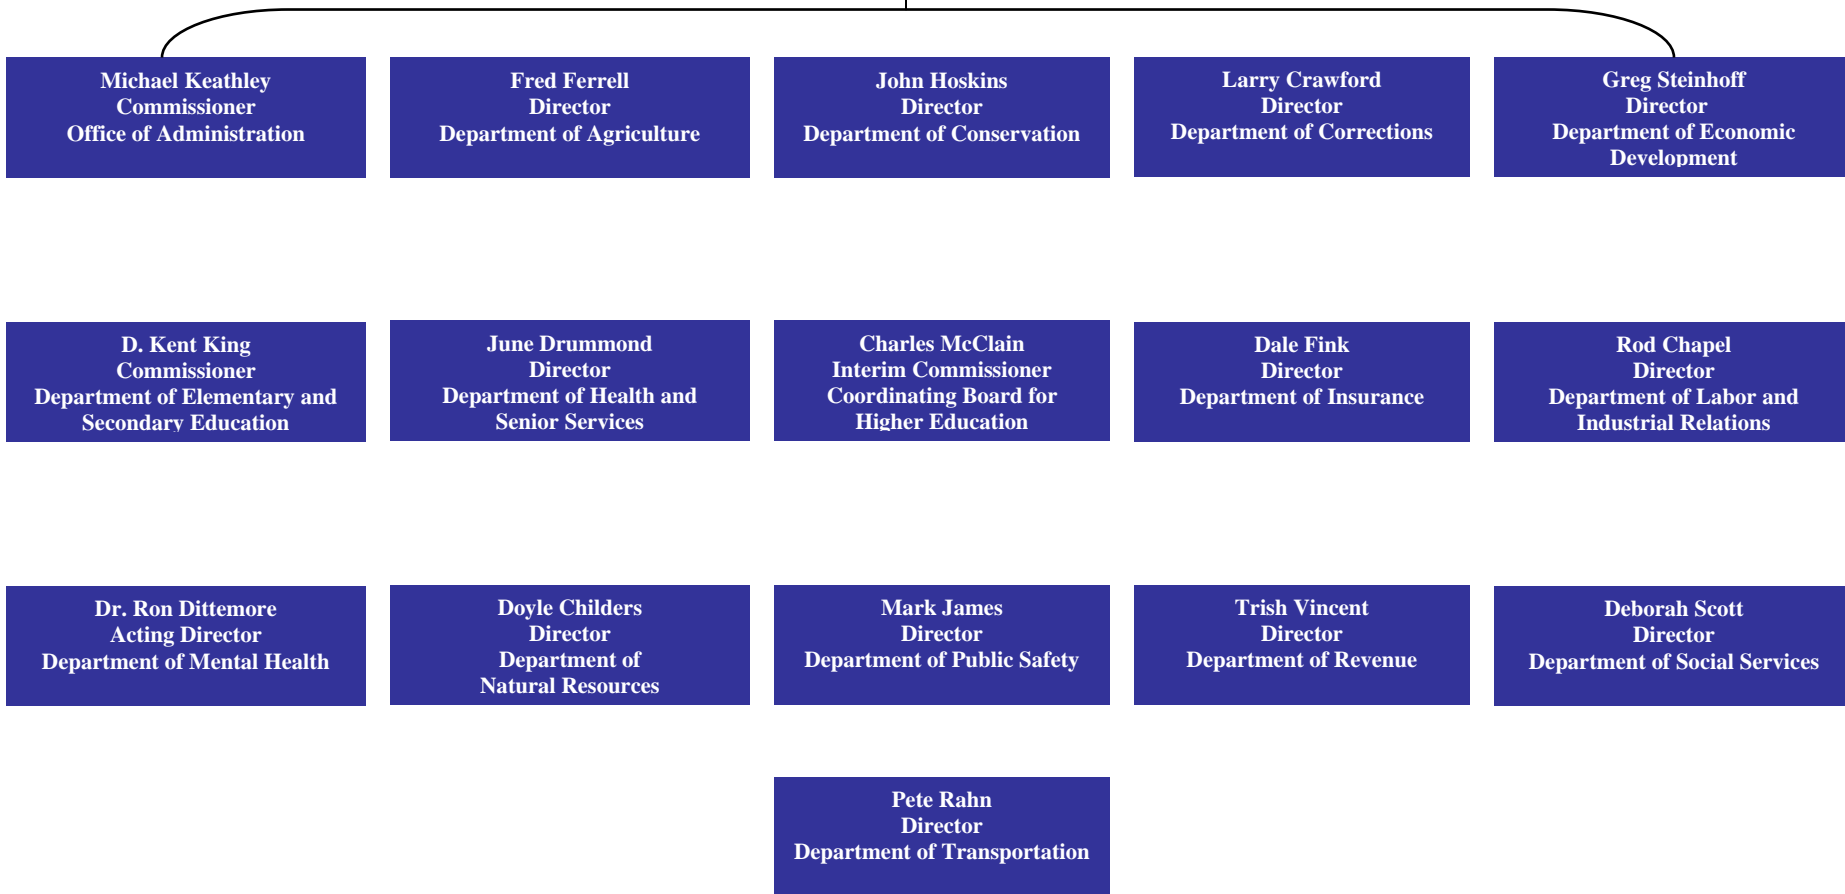 Michael Keathley
Commissioner
Office of Administration
Fred Ferrell
Director
Department of Agriculture
John Hoskins
Director
Department of Conservation
Larry Crawford
Director
Department of Corrections
Greg Steinhoff
Director
Department of Economic
Development
D. Kent King
Commissioner
Department of Elementary and
Secondary Education
June Drummond
Director
Department of Health and
Senior Services
Charles McClain
Interim Commissioner
Coordinating Board for
Higher Education
Dale Fink
Director
Department of Insurance
Rod Chapel
Director
Department of Labor and
Industrial Relations
Dr. Ron Dittemore
Acting Director
Department of Mental Health
Doyle Childers
Director
Department of
Natural Resources
Mark James
Director
Department of Public Safety
Trish Vincent
Director
Department of Revenue
Deborah Scott
Director
Department of Social Services
Pete Rahn
Director
Department of Transportation